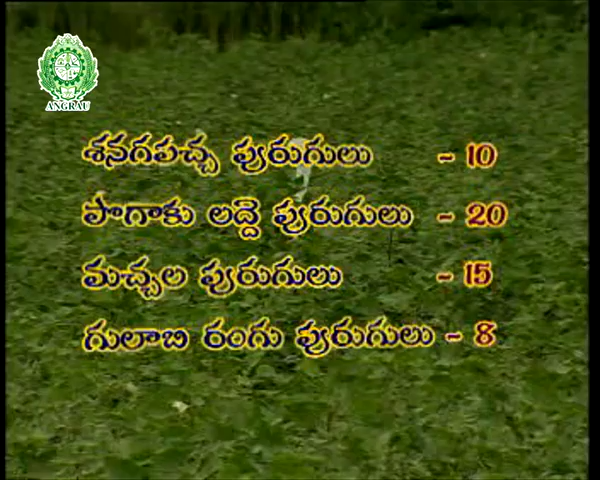 ANGRAU
శనగపచ్చ పురుగులు - 10
పొగాకు లద్దె పురుగులు - 20
మచ్చల పురుగులు - 15
గులాబి రంగు పురుగులు - 8